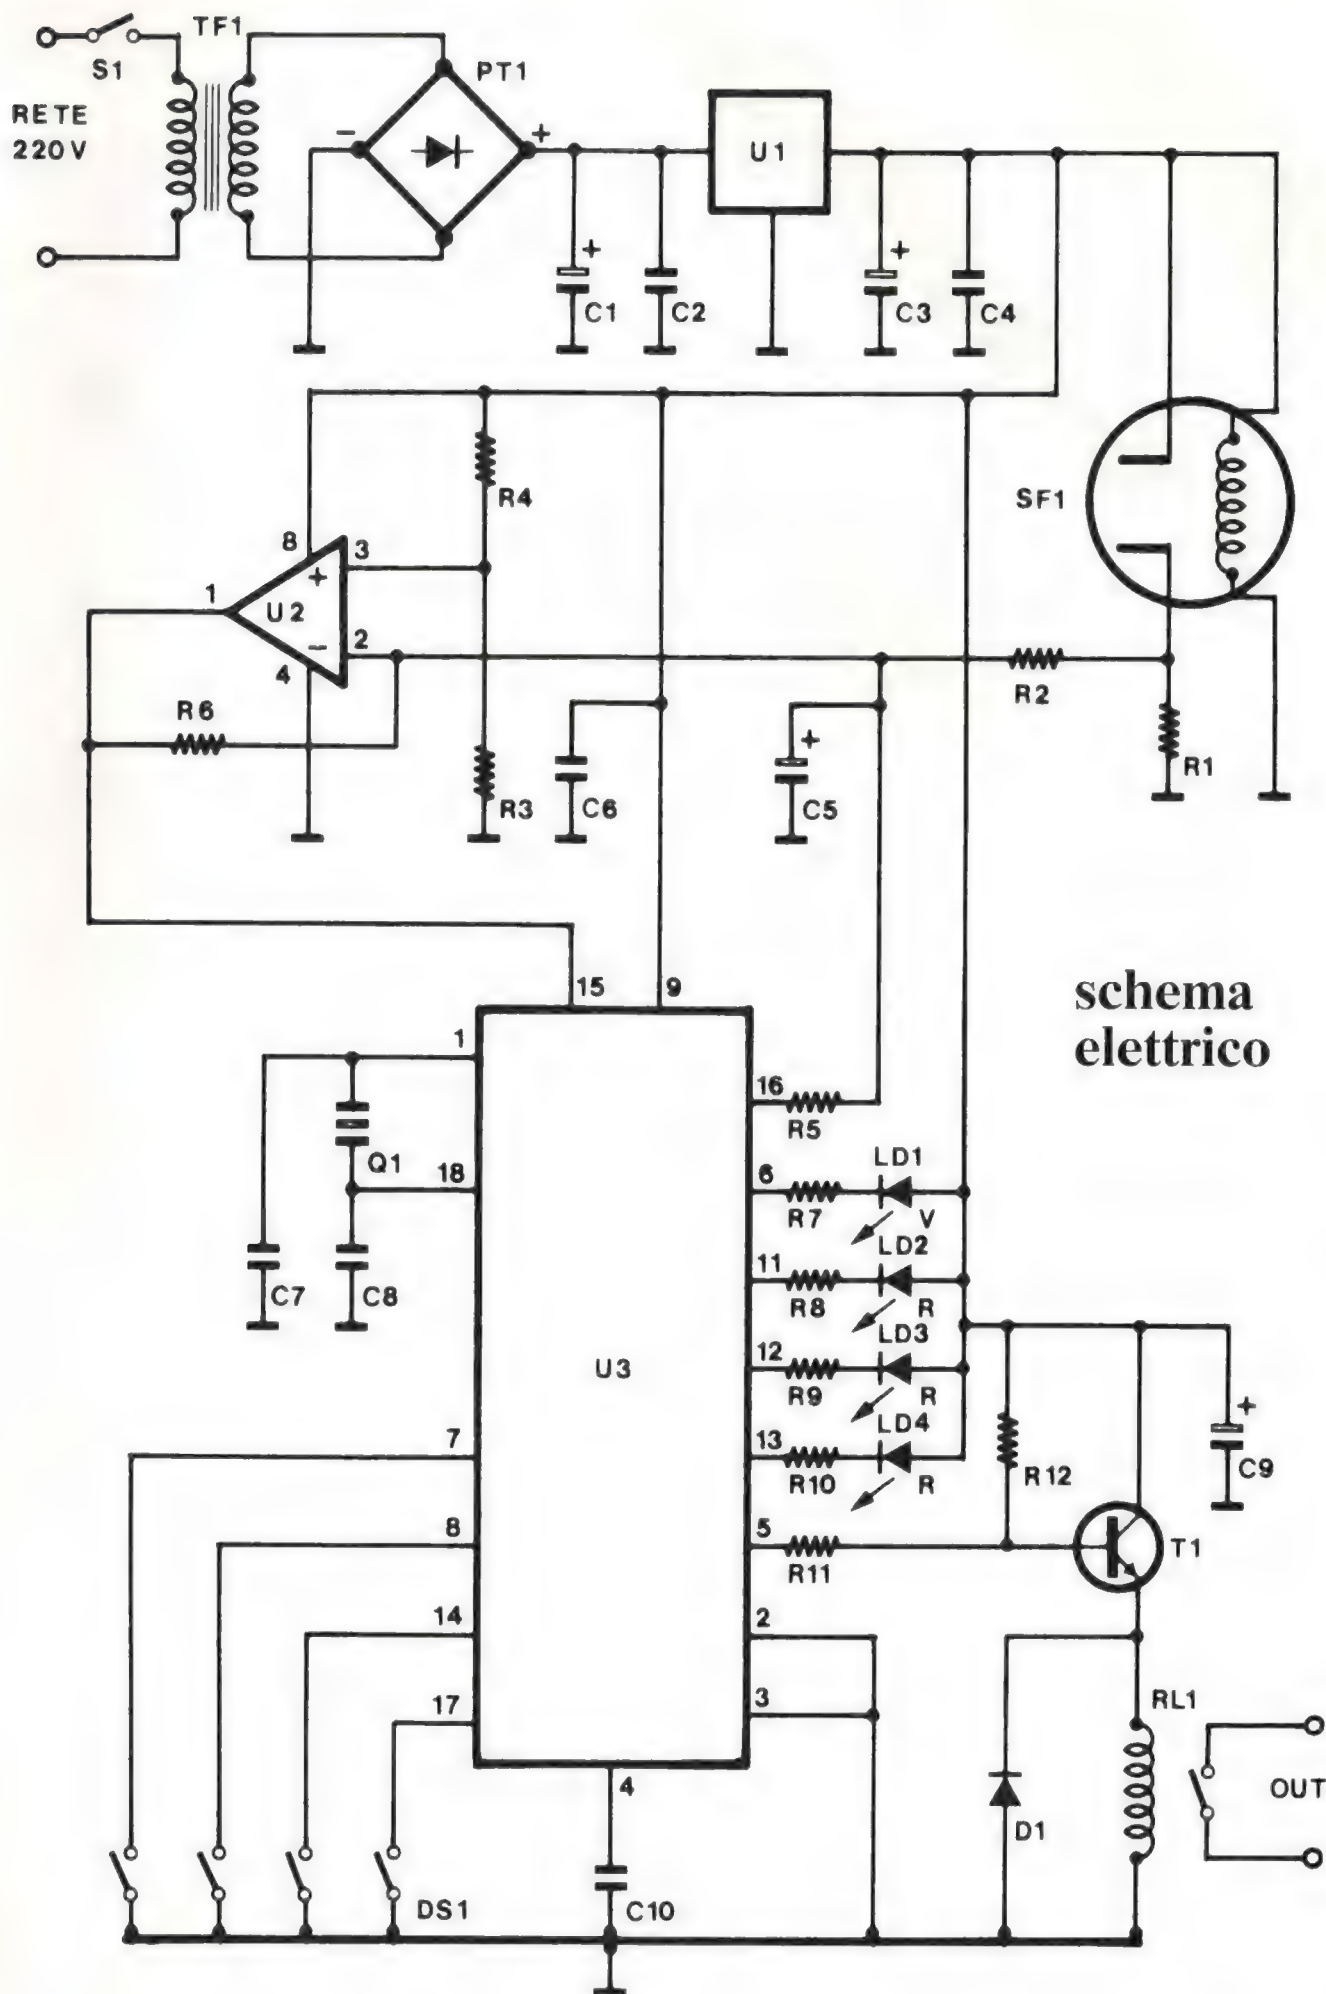 TF1
S1
PT1
RETE
220 V
−
+
U1
+
C1
C2
+
C3
C4
R4
SF1
8
3
+
1
U2
−
2
4
R6
R2
R1
+
R3
C6
C5
15
9
schema
elettrico
1
16
R5
Q1
18
LD1
6
R7
V
LD2
11
C7
C8
R8
R
LD3
12
U3
R9
R
LD4
+
7
13
R10
R
R12
C9
8
5
R11
T1
14
2
17
3
RL1
4
OUT
D1
DS1
C10